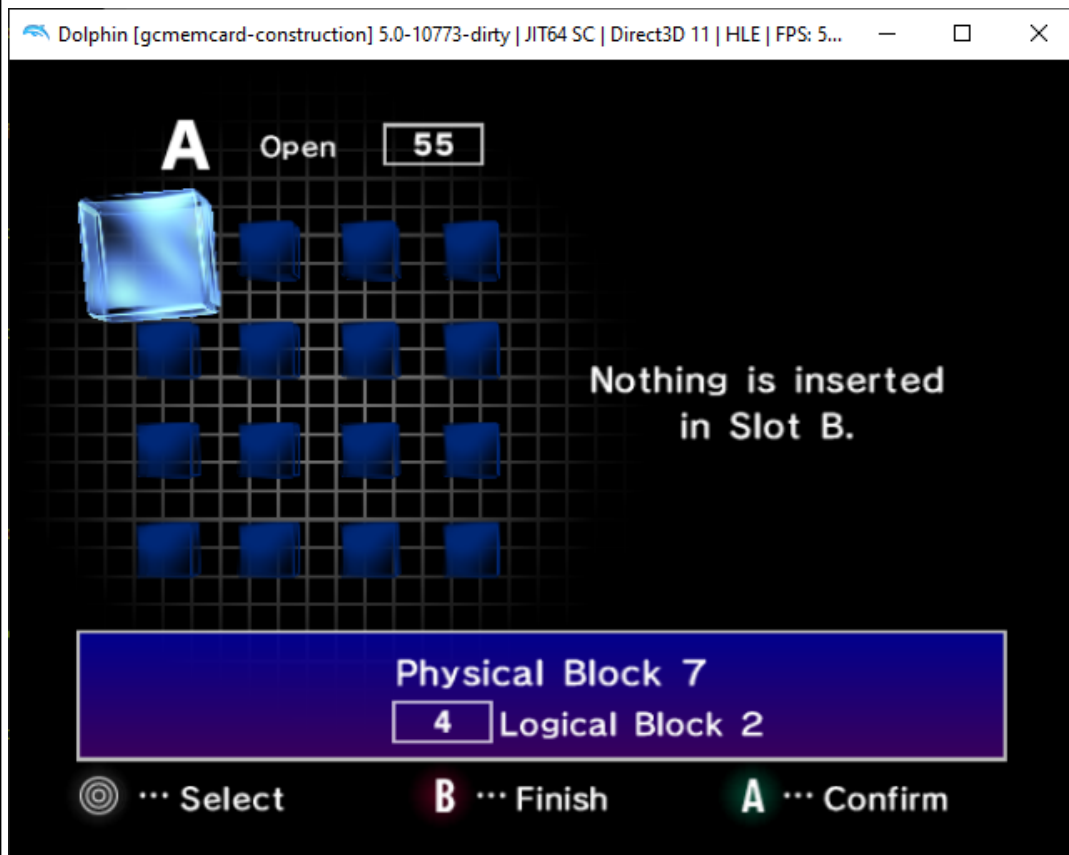 Dolphin [gcmemcard-construction] 5.0-10773-dirty | JIT64 SC | Direct3D 11 | HLE | FPS: 5...
A Open 55
Nothing is inserted
in Slot B.
Physical Block 7
4 Logical Block 2
··· Select B ··· Finish A ··· Confirm